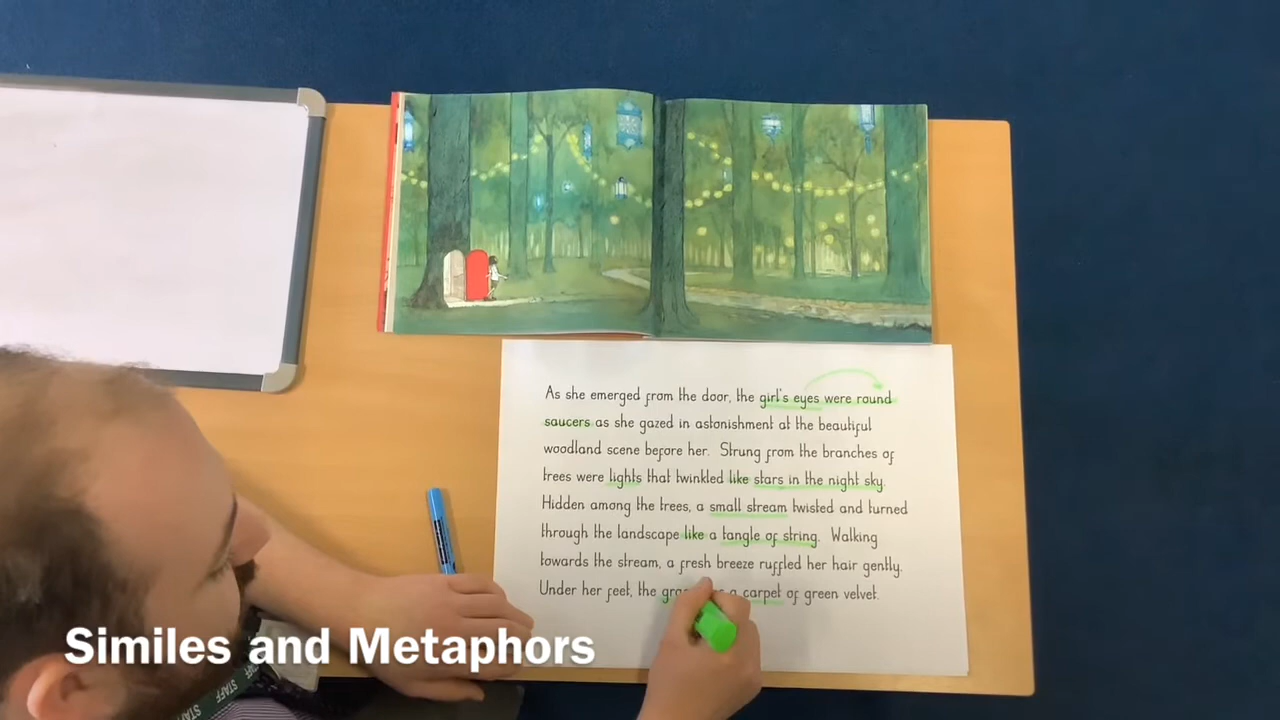 As she emerged from the door, the girl's eyes were round
saucers as she gazed in astonishment at the beautiful
woodland scene before her. Strung from the branches of
trees were lights that twinkled like stars in the night sky.
Hidden among the trees, a small stream twisted and turned
through the landscape like a tangle of string. Walking
towards the stream, a fresh breeze ruffled her hair gently.
Under her feet, the a carpet of green velvet.
Similes and Metaphors
STAFF
STAFF